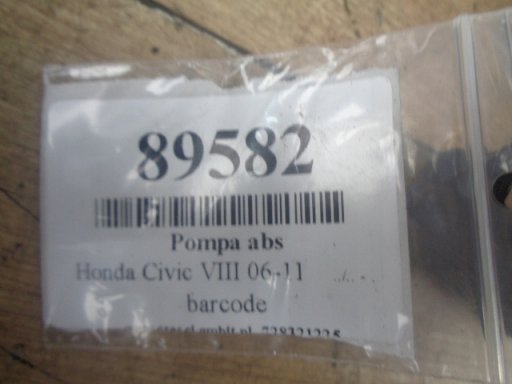 89582
Pompa abs
Honda Civic VIII 06-11
barcode